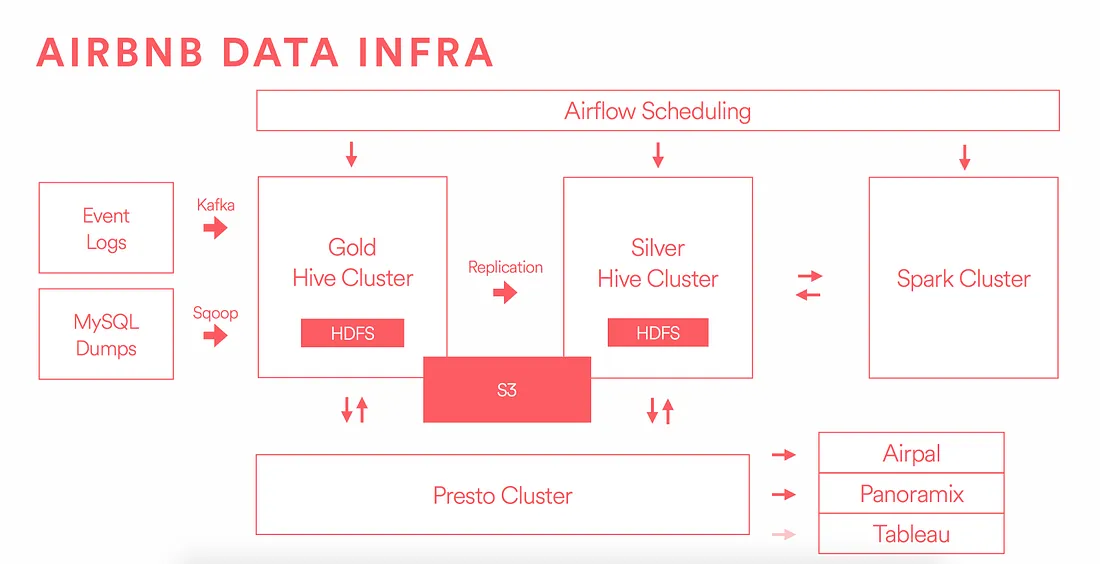 AIRBNB DATA INFRA
Airflow Scheduling
Event
Logs
Kafka
MySQL
Dumps
Sqoop
Gold
Hive Cluster
HDFS
Replication
Silver
Hive Cluster
HDFS
S3
Spark Cluster
Presto Cluster
Airpal
Panoramix
Tableau